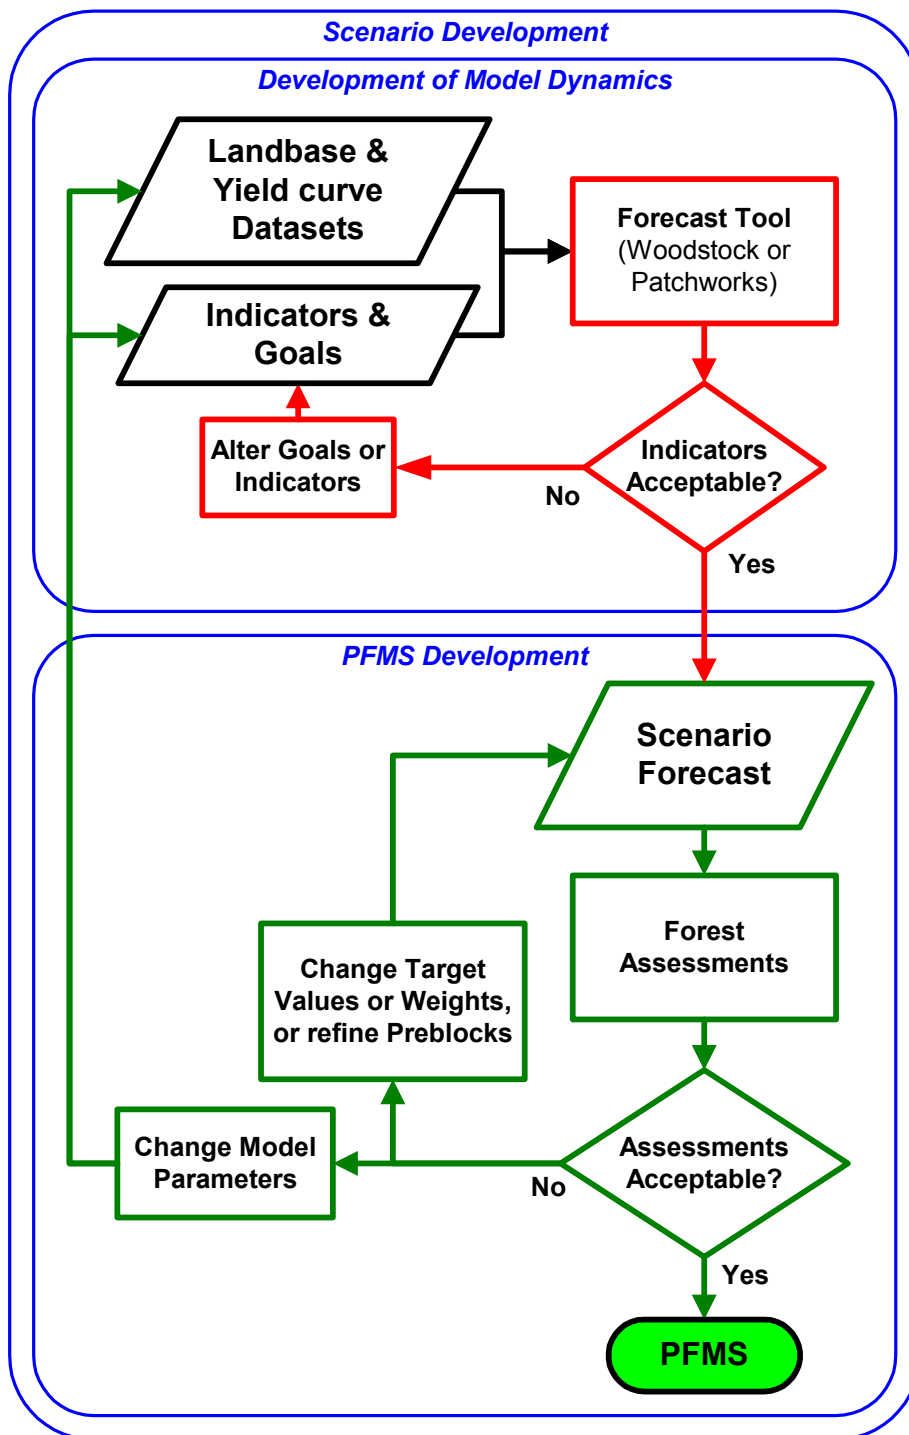 Scenario Development
Development of Model Dynamics
Landbase &
Yield curve
Datasets
Forecast Tool
(Woodstock or
Patchworks)
Indicators &
Goals
Alter Goals or
Indicators
Indicators
Acceptable?
No
Yes
PFMS Development
Scenario
Forecast
Forest
Assessments
Change Target
Values or Weights,
or refine Preblocks
Change Model
Parameters
Assessments
Acceptable?
No
Yes
PFMS